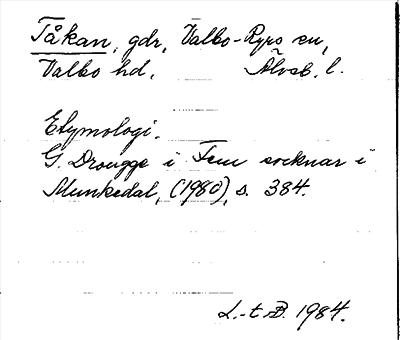 Tåkan, gdr, Valbo-Ryrs sn,
Valbo hd, Älvsb. l.
Etymologi.
G. Drougge i Fem socknar i
Munkedal, (1980), s. 384.
L.-t. B. 1984.